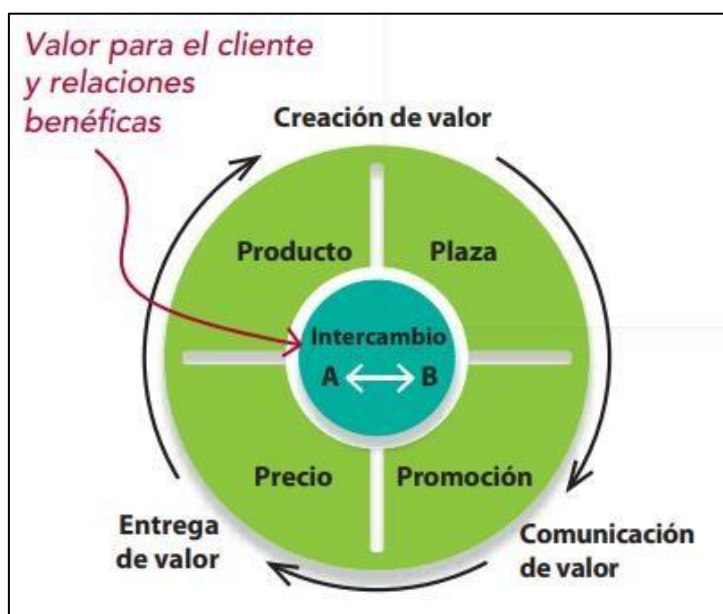 Valor para el cliente
y relaciones
benéficas
Creación de valor
Producto
Plaza
Intercambio
A
B
Precio
Promoción
Entrega
de valor
Comunicación
de valor